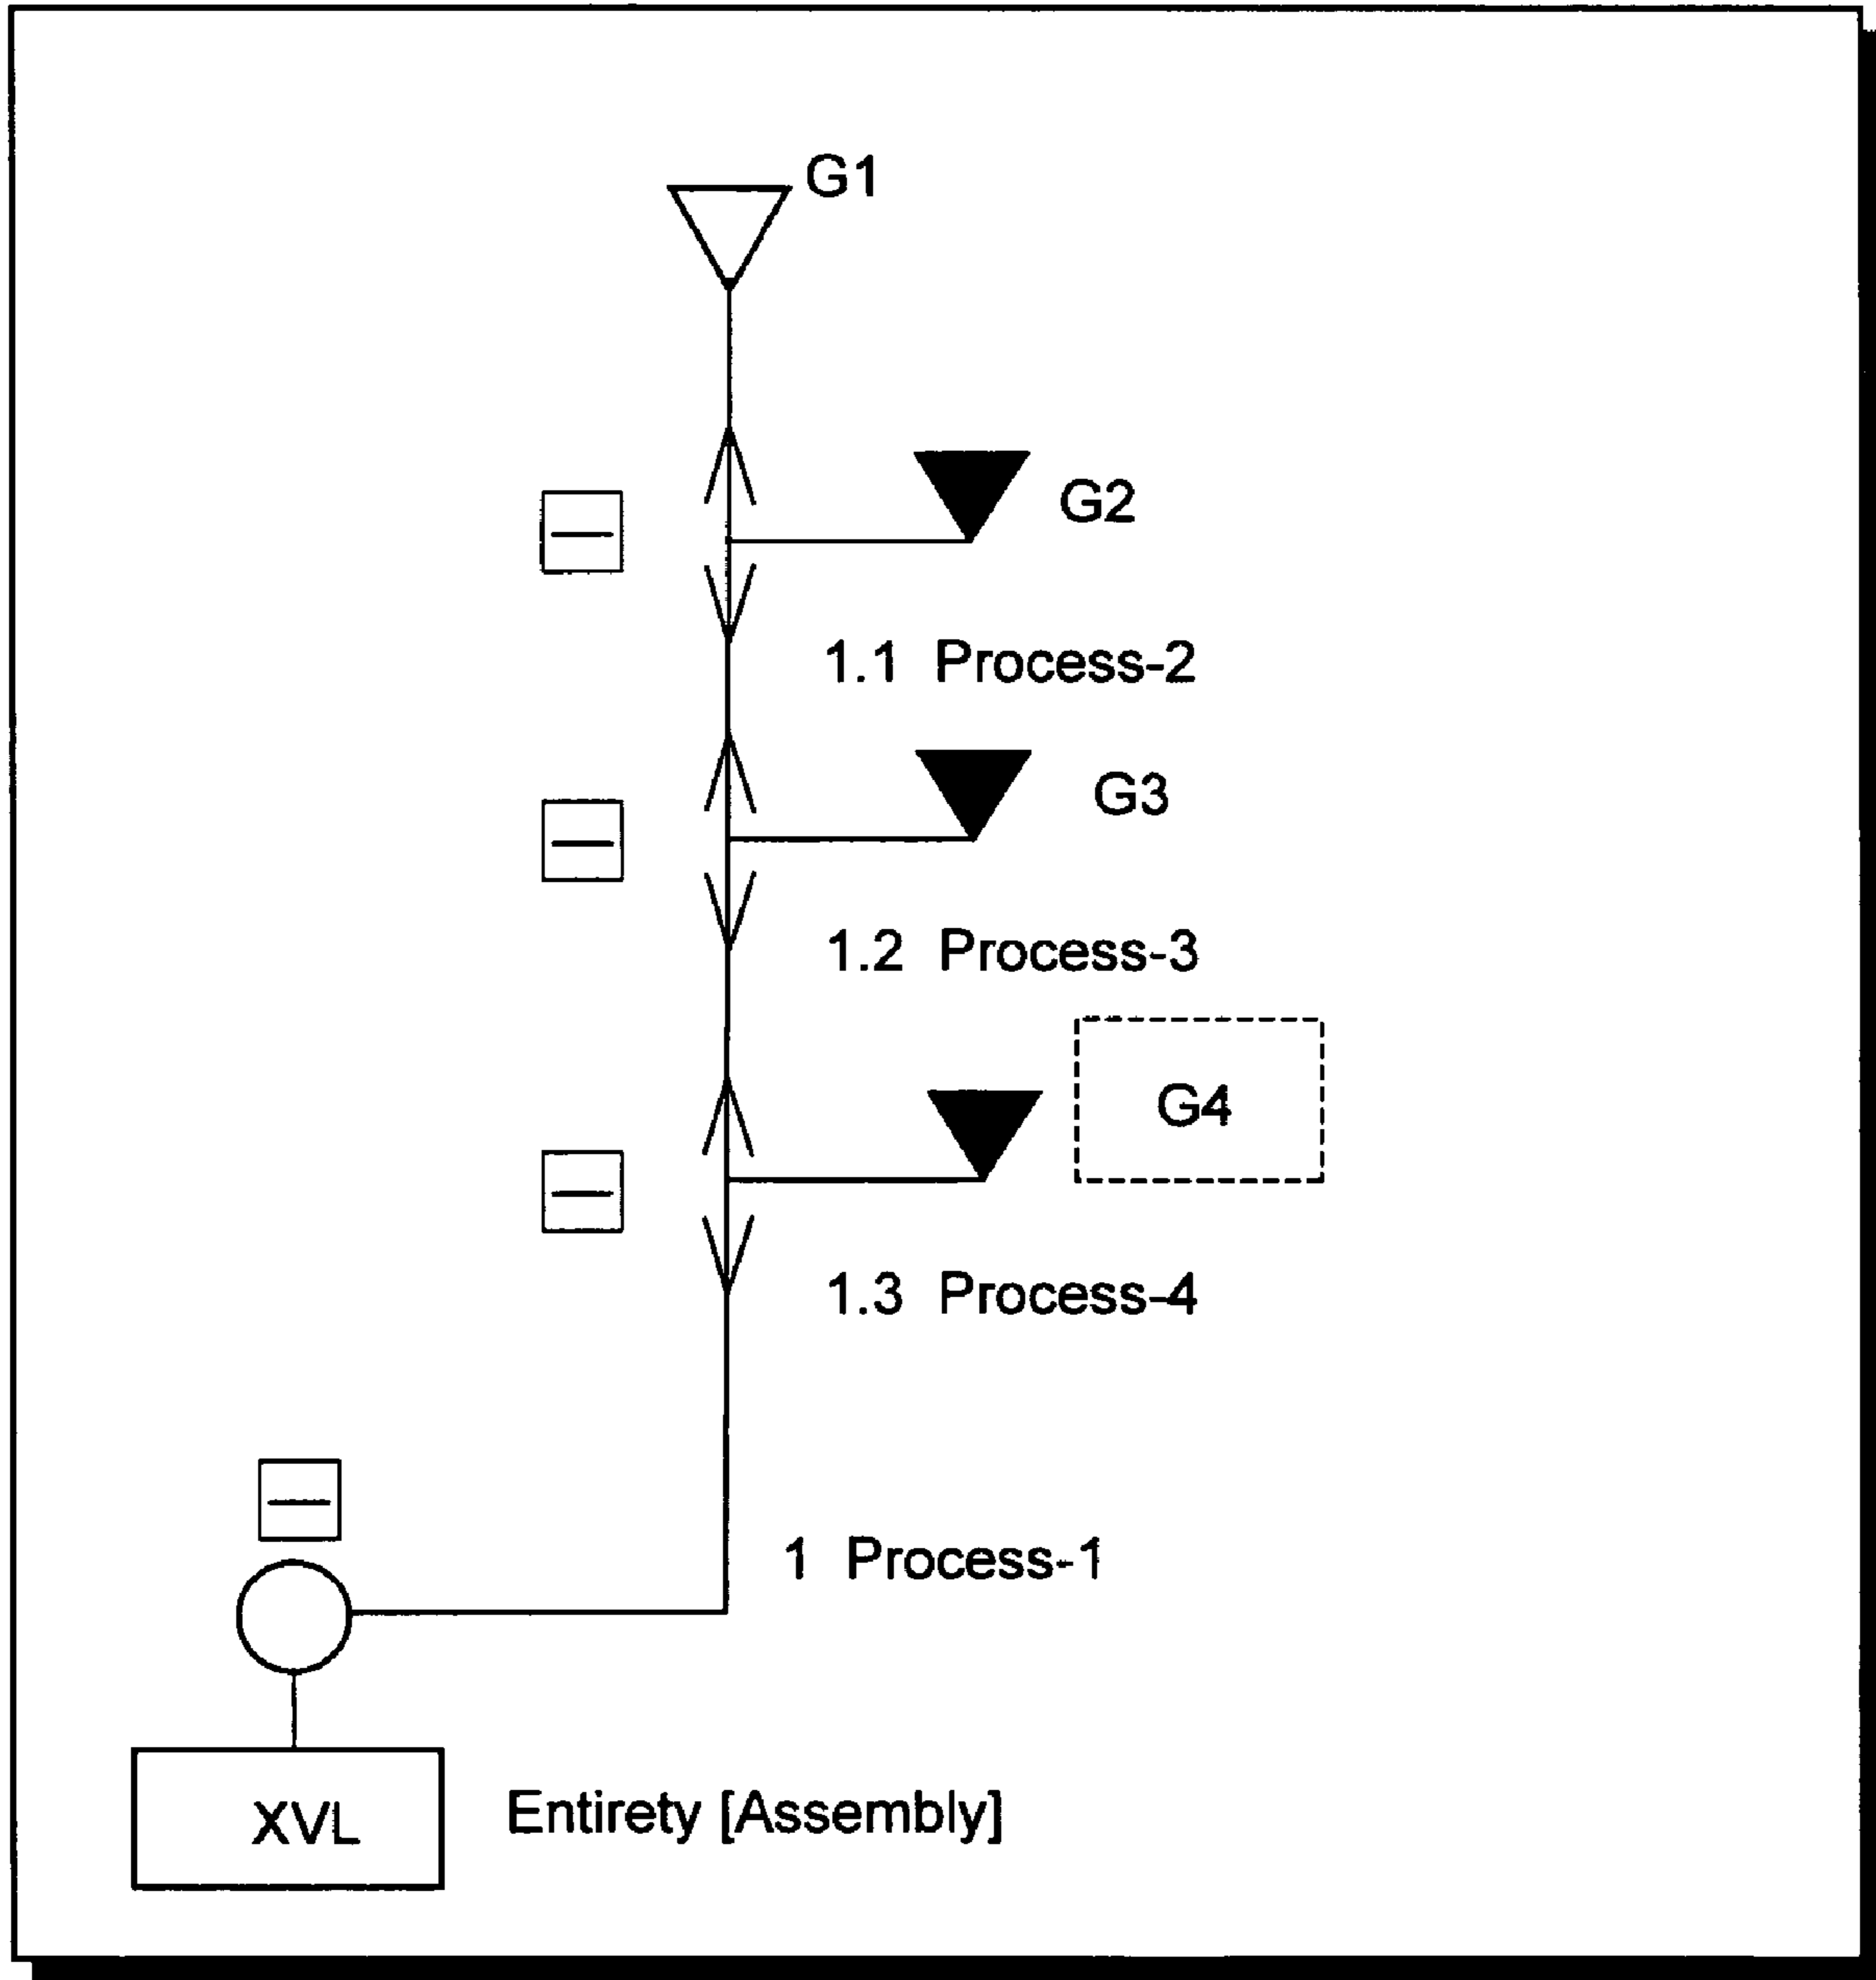 G1
G2
1.1 Process-2
G3
1.2 Process-3
G4
1.3 Process-4
1 Process-1
XVL
Entirety [Assembly]